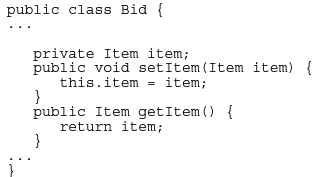 public class Bid {
...
private Item item;
public void setItem(Item item) {
this.item = item;
}
public Item getItem() {
return item;
}
...
}